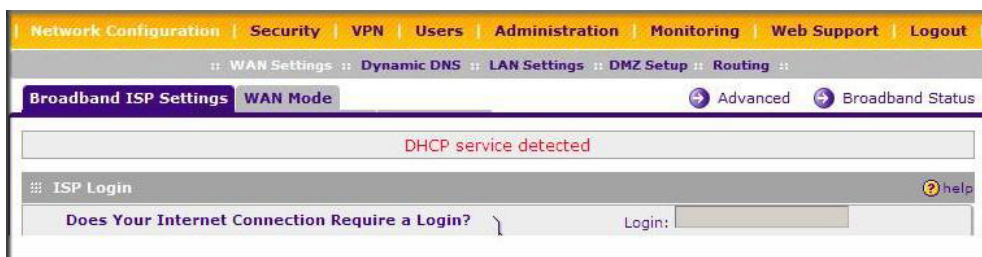 Network Configuration | Security | VPN | Users | Administration | Monitoring | Web Support | Logout
:: WAN Settings :: Dynamic DNS :: LAN Settings :: DMZ Setup :: Routing ::
Broadband ISP Settings WAN Mode Advanced Broadband Status
DHCP service detected
ISP Login help
Does Your Internet Connection Require a Login? Login: